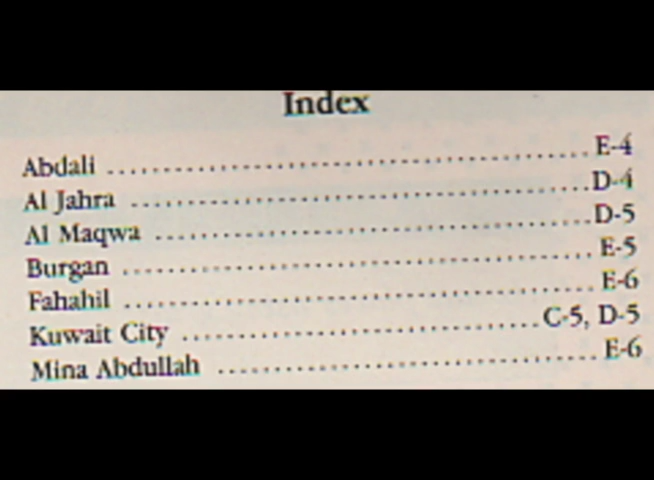 Index
Abdali ............................................................ E-4
Al Jahra ......................................................... D-4
Al Maqwa ..................................................... D-5
Burgan .......................................................... E-5
Fahahil .......................................................... E-6
Kuwait City ........................................... C-5, D-5
Mina Abdullah ............................................. E-6